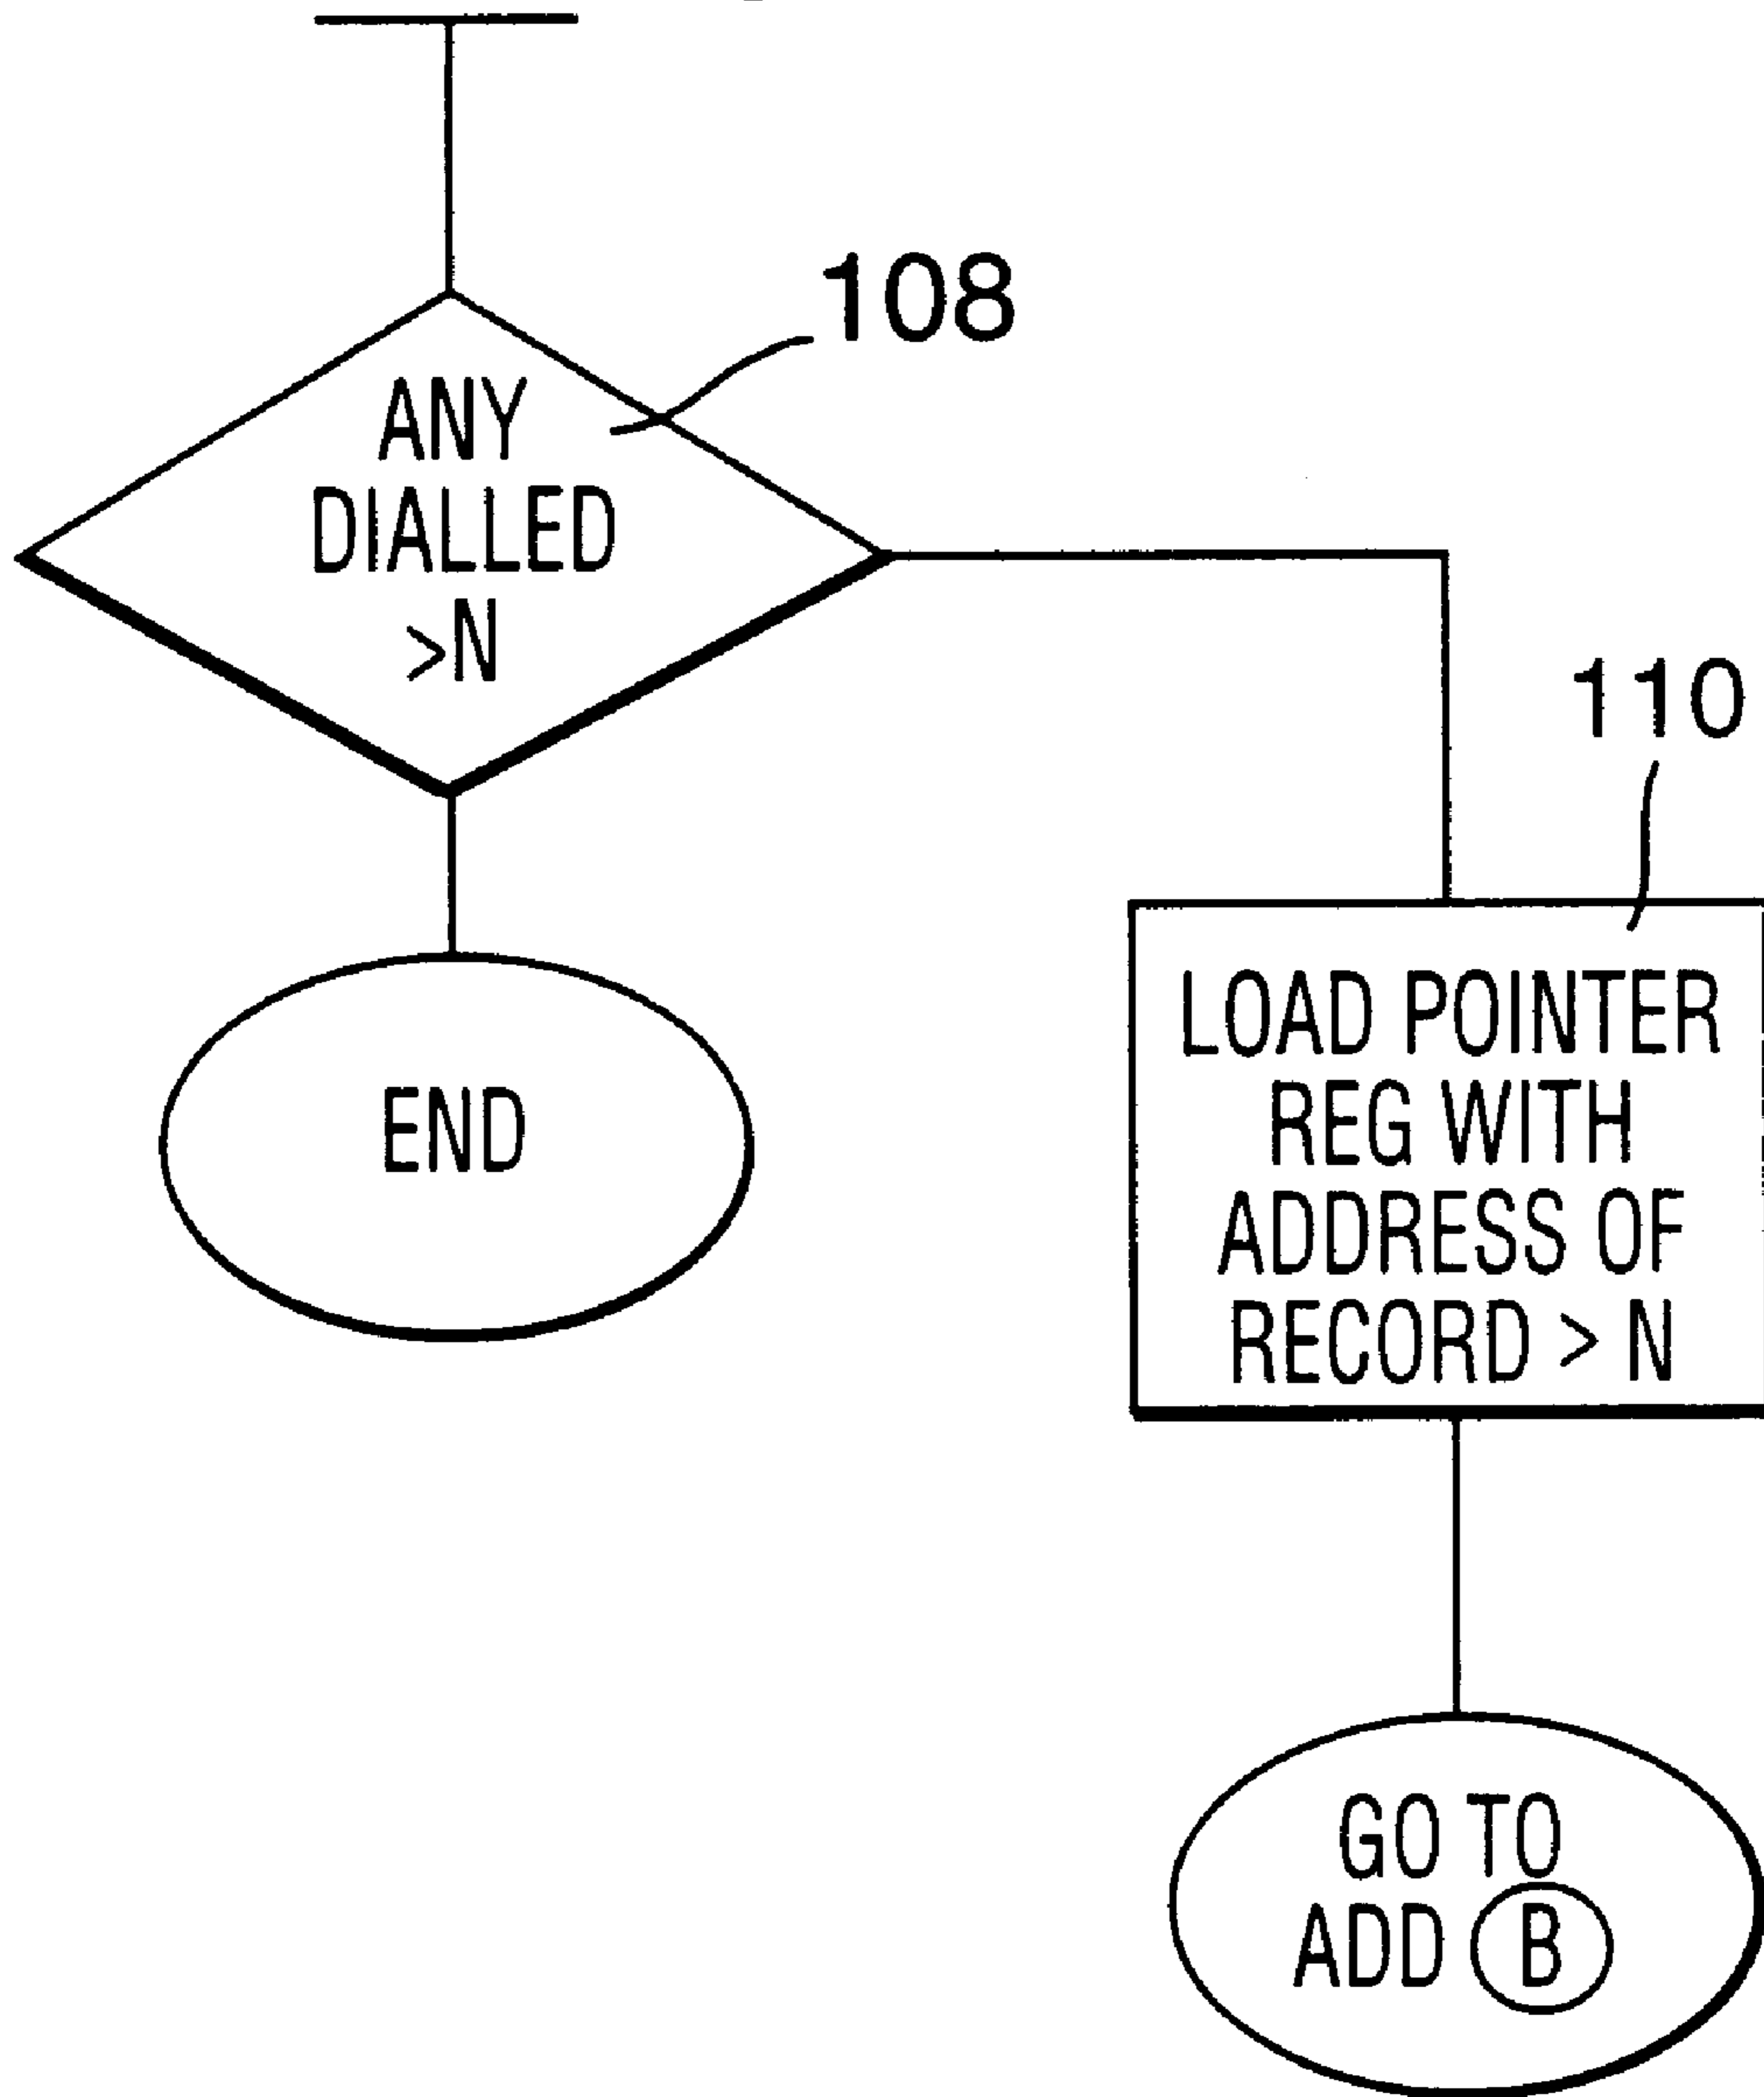 108
ANY
DIALLED
>N
110
END
LOAD POINTER
REG WITH
ADDRESS OF
RECORD > N
GO TO
ADD B